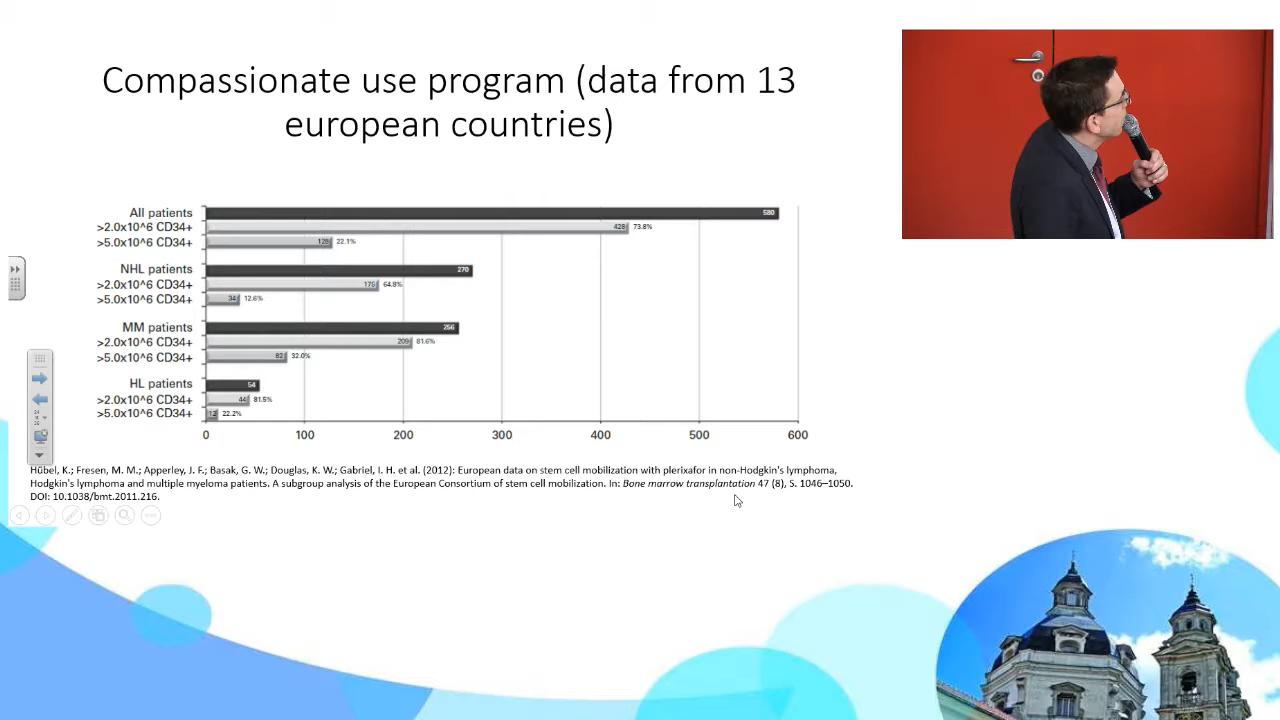 Compassionate use program (data from 13
european countries)
All patients 580
>2.0x10^6 CD34+ 428 73.8%
>5.0x10^6 CD34+ 128 22.1%
NHL patients 270
>2.0x10^6 CD34+ 175 64.8%
>5.0x10^6 CD34+ 34 12.6%
MM patients 256
>2.0x10^6 CD34+ 209 81.6%
>5.0x10^6 CD34+ 82 32.0%
HL patients 54
>2.0x10^6 CD34+ 44 81.5%
>5.0x10^6 CD34+ 12 22.2%
0 100 200 300 400 500 600
Hübel, K.; Fresen, M. M.; Apperley, J. F.; Basak, G. W.; Douglas, K. W.; Gabriel, I. H. et al. (2012): European data on stem cell mobilization with plerixafor in non-Hodgkin's lymphoma,
Hodgkin's lymphoma and multiple myeloma patients. A subgroup analysis of the European Consortium of stem cell mobilization. In: Bone marrow transplantation 47 (8), S. 1046–1050.
DOI: 10.1038/bmt.2011.216.